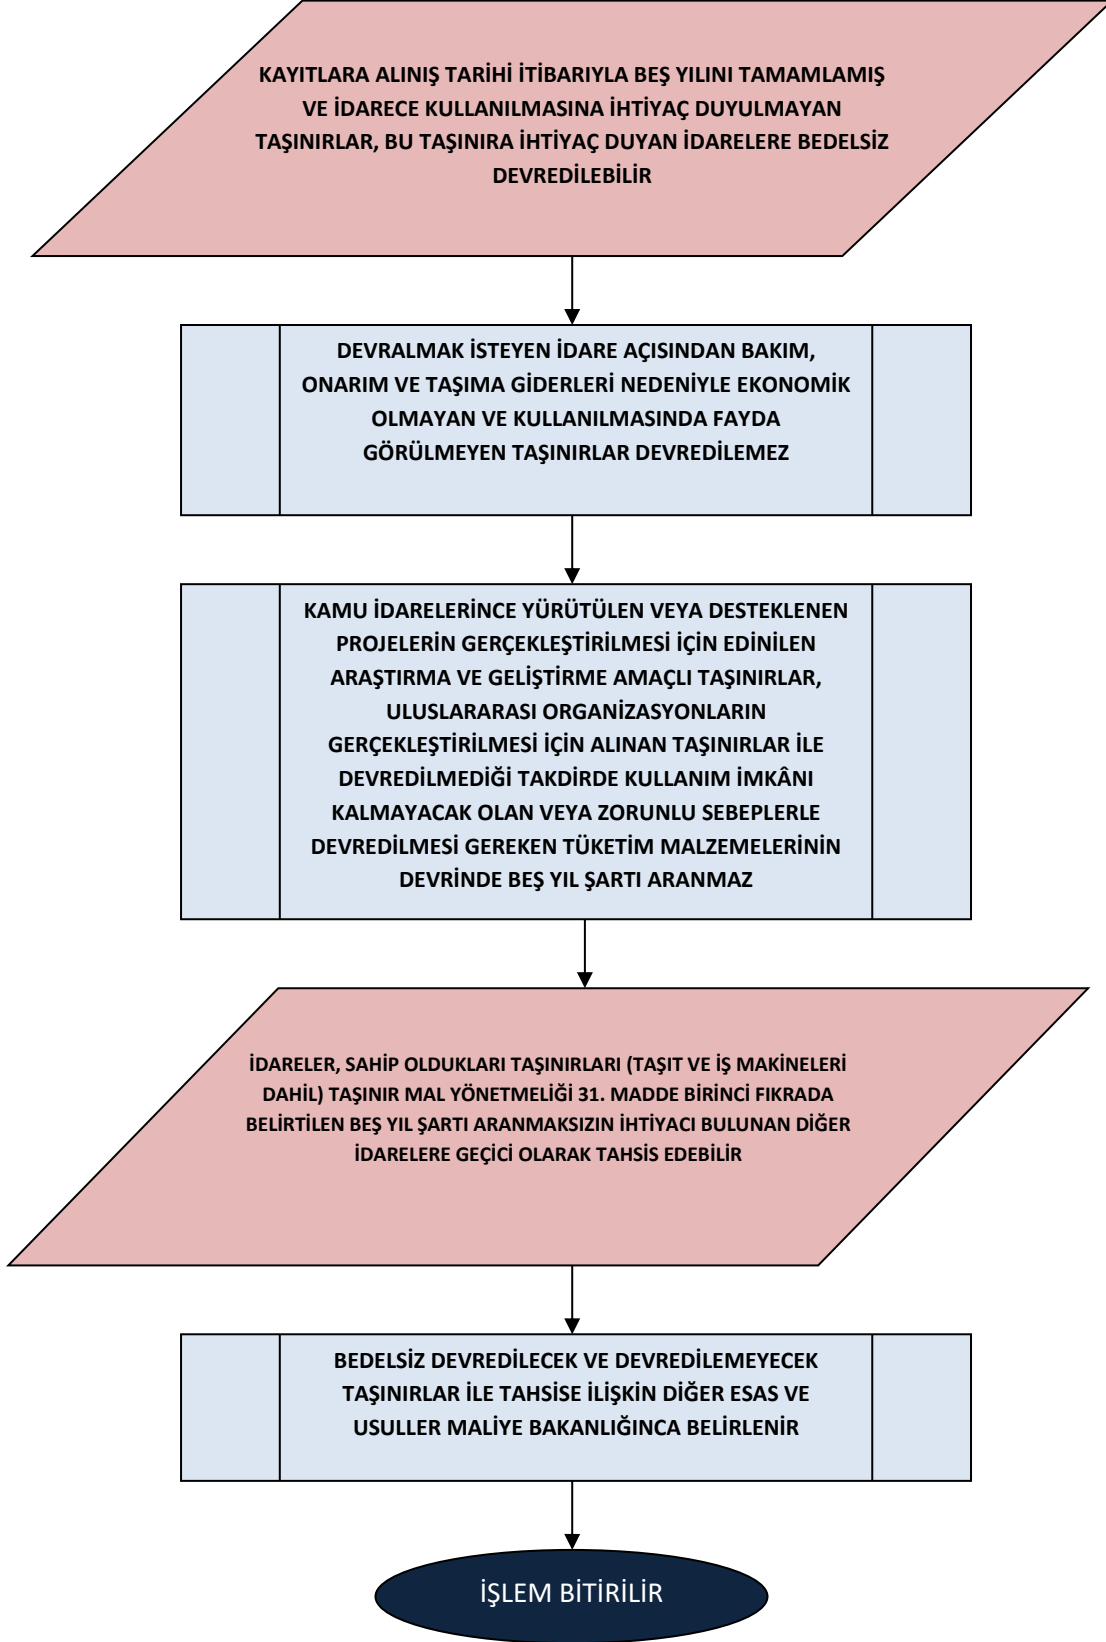 KAYITLARA ALINIŞ TARİHİ İTİBARIYLA BEŞ YILINI TAMAMLAMIŞ
VE İDARECE KULLANILMASINA İHTİYAÇ DUYULMAYAN
TAŞINIRLAR, BU TAŞINIRA İHTİYAÇ DUYAN İDARELERE BEDELSİZ
DEVREDİLEBİLİR
DEVRALMAK İSTEYEN İDARE AÇISINDAN BAKIM,
ONARIM VE TAŞIMA GİDERLERİ NEDENİYLE EKONOMİK
OLMAYAN VE KULLANILMASINDA FAYDA
GÖRÜLMEYEN TAŞINIRLAR DEVREDİLEMEZ
KAMU İDARELERİNCE YÜRÜTÜLEN VEYA DESTEKLENEN
PROJELERİN GERÇEKLEŞTİRİLMESİ İÇİN EDİNİLEN
ARAŞTIRMA VE GELİŞTİRME AMAÇLI TAŞINIRLAR,
ULUSLARARASI ORGANİZASYONLARIN
GERÇEKLEŞTİRİLMESİ İÇİN ALINAN TAŞINIRLAR İLE
DEVREDİLMEDİĞİ TAKDİRDE KULLANIM İMKÂNI
KALMAYACAK OLAN VEYA ZORUNLU SEBEPLERLE
DEVREDİLMESİ GEREKEN TÜKETİM MALZEMELERİNİN
DEVRİNDE BEŞ YIL ŞARTI ARANMAZ
İDARELER, SAHİP OLDUKLARI TAŞINIRLARI (TAŞIT VE İŞ MAKİNELERİ
DAHİL) TAŞINIR MAL YÖNETMELİĞİ 31. MADDE BİRİNCİ FIKRADA
BELİRTİLEN BEŞ YIL ŞARTI ARANMAKSIZIN İHTİYACI BULUNAN DİĞER
İDARELERE GEÇİCİ OLARAK TAHSİS EDEBİLİR
BEDELSİZ DEVREDİLECEK VE DEVREDİLEMEYECEK
TAŞINIRLAR İLE TAHSİSE İLİŞKİN DİĞER ESAS VE
USULLER MALİYE BAKANLIĞINCA BELİRLENİR
İŞLEM BİTİRİLİR